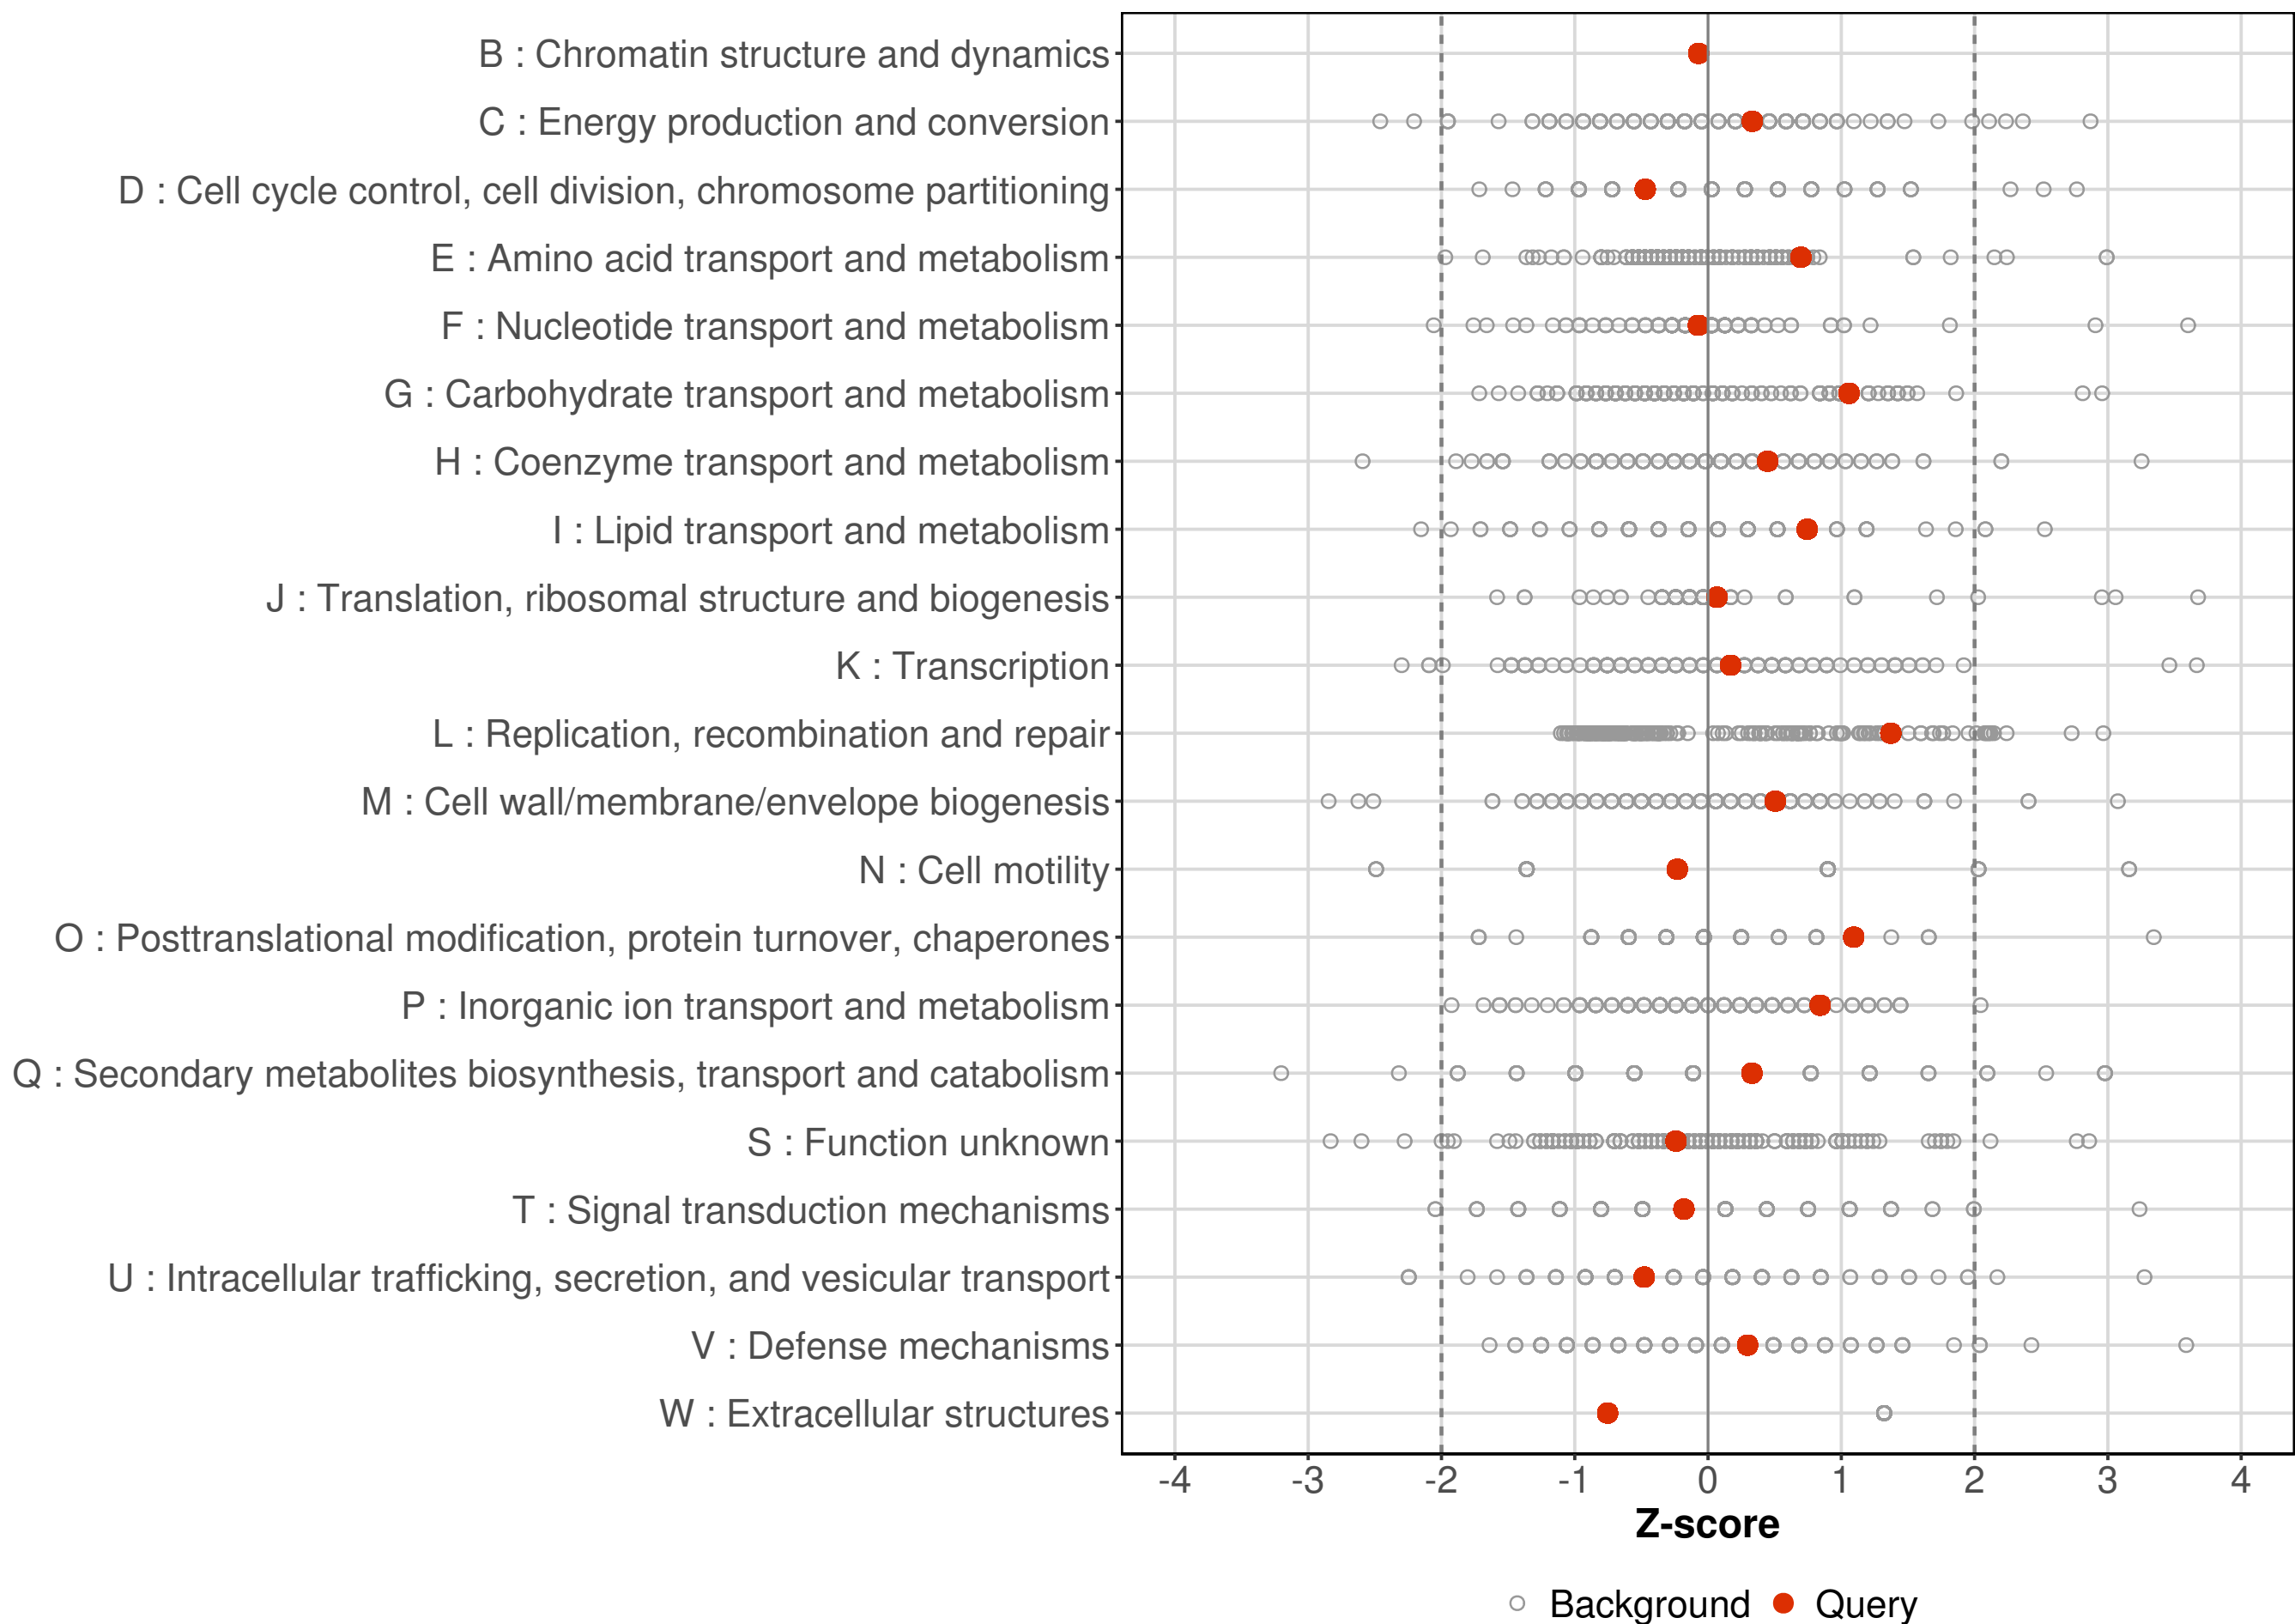 B : Chromatin structure and dynamics
C : Energy production and conversion
D : Cell cycle control, cell division, chromosome partitioning
E : Amino acid transport and metabolism
F : Nucleotide transport and metabolism
G : Carbohydrate transport and metabolism
H : Coenzyme transport and metabolism
I : Lipid transport and metabolism
J : Translation, ribosomal structure and biogenesis
K : Transcription
L : Replication, recombination and repair
M : Cell wall/membrane/envelope biogenesis
N : Cell motility
O : Posttranslational modification, protein turnover, chaperones
P : Inorganic ion transport and metabolism
Q : Secondary metabolites biosynthesis, transport and catabolism
S : Function unknown
T : Signal transduction mechanisms
U : Intracellular trafficking, secretion, and vesicular transport
V : Defense mechanisms
W : Extracellular structures
-4 -3 -2 -1 0 1 2 3 4
Z-score
Background Query